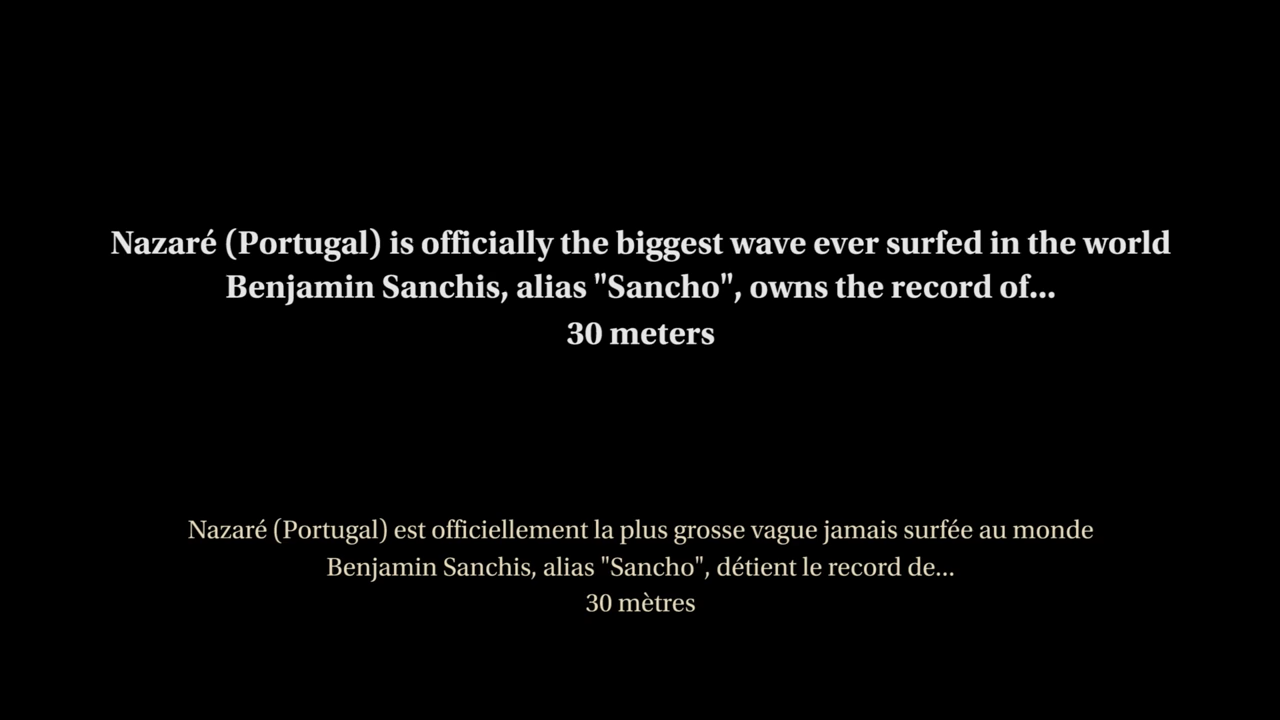 Nazaré (Portugal) is officially the biggest wave ever surfed in the world
Benjamin Sanchis, alias "Sancho", owns the record of...
30 meters
Nazaré (Portugal) est officiellement la plus grosse vague jamais surfée au monde
Benjamin Sanchis, alias "Sancho", détient le record de...
30 mètres